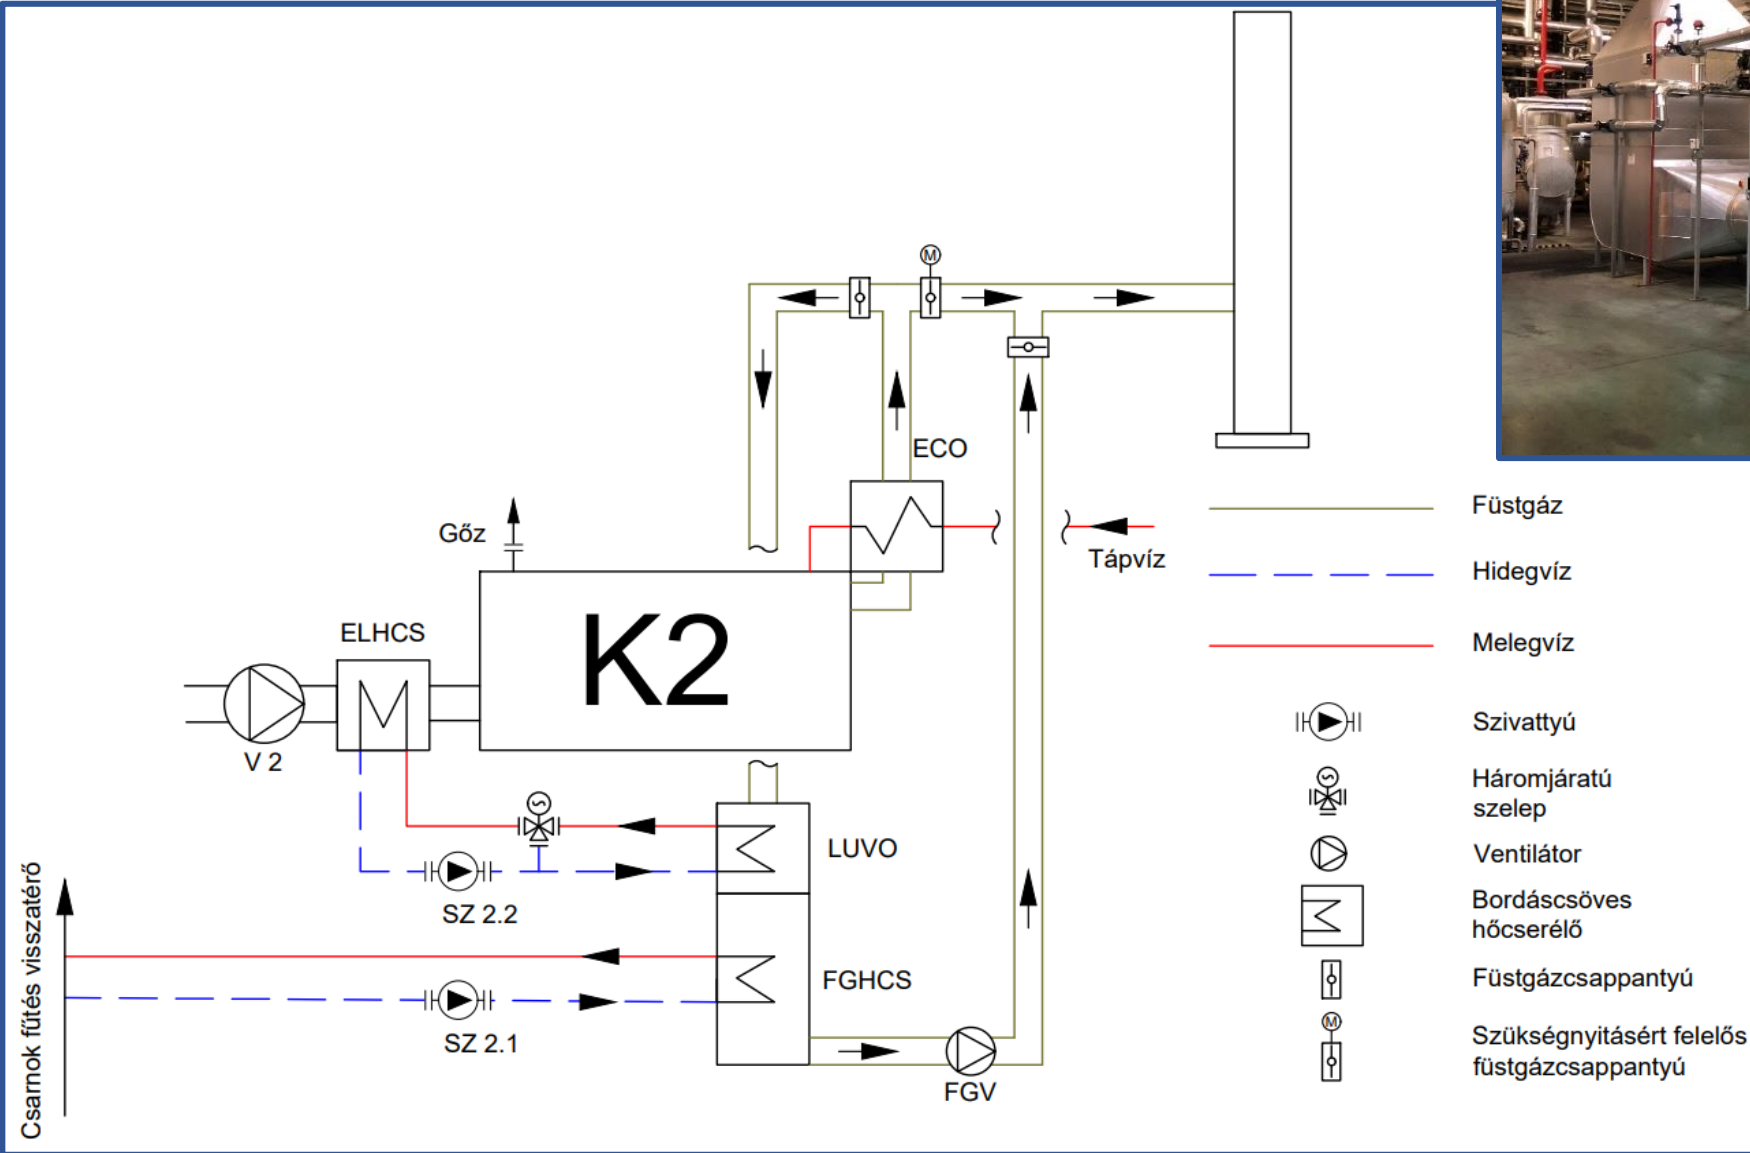 M
ECO
Gőz
Tápvíz
ELHCS
K2
V 2
S
LUVO
SZ 2.2
FGHCS
SZ 2.1
FGV
Csarnok fűtés visszatérő
Füstgáz
Hidegvíz
Melegvíz
Szivattyú
S
Háromjáratú
szelep
Ventilátor
Bordáscsöves
hőcserélő
Füstgázcsappantyú
M
Szükségnyitásért felelős
füstgázcsappantyú